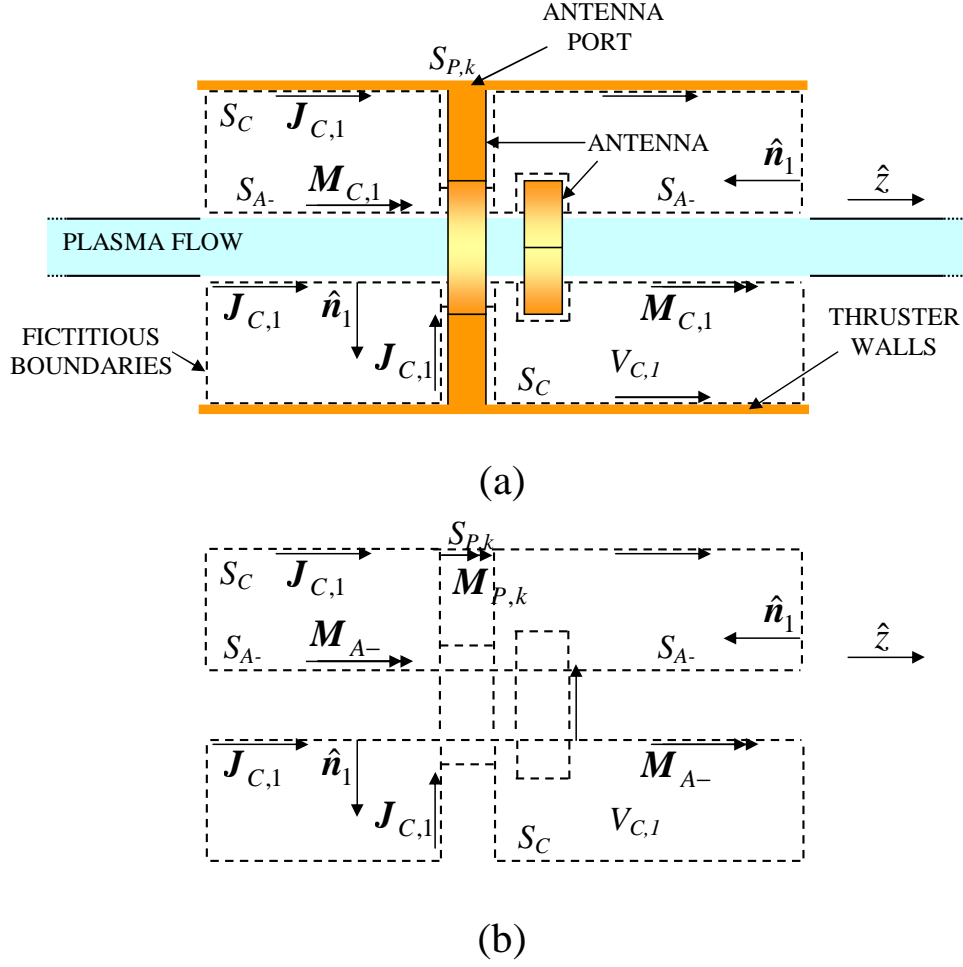 ANTENNA
PORT
S_{P,k}
S_C
J_{C,1}
ANTENNA
S_{A-}
M_{C,1}
S_{A-}
n̂_1
ẑ
PLASMA FLOW
J_{C,1}
n̂_1
M_{C,1}
FICTITIOUS
BOUNDARIES
J_{C,1}
S_C
V_{C,1}
THRUSTER
WALLS
(a)
S_{P,k}
S_C
J_{C,1}
M_{P,k}
S_{A-}
M_{A-}
S_{A-}
n̂_1
ẑ
J_{C,1}
n̂_1
M_{A-}
J_{C,1}
S_C
V_{C,1}
(b)